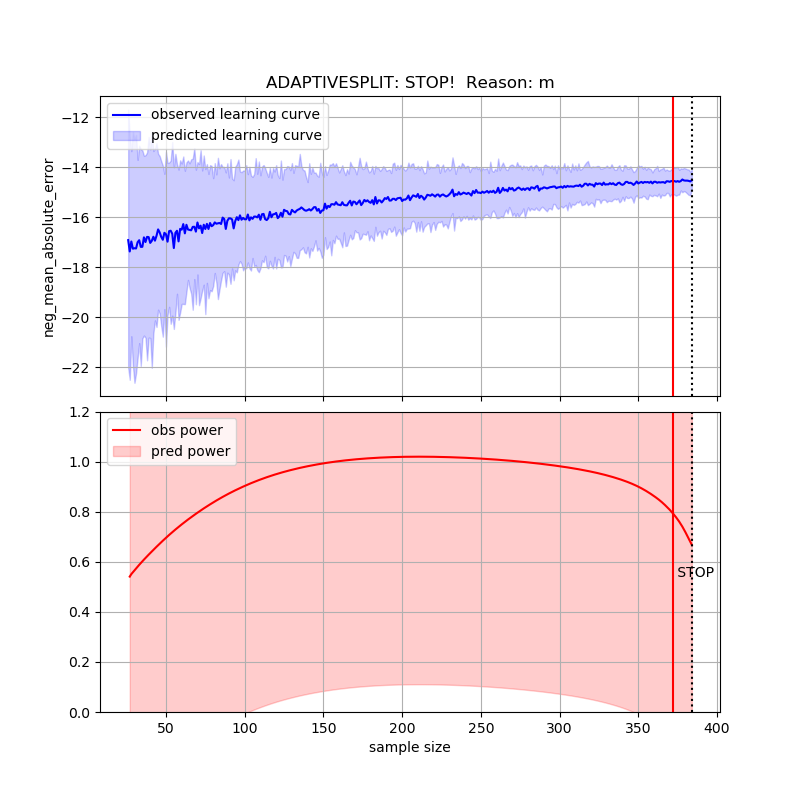 ADAPTIVESPLIT: STOP!  Reason: m
observed learning curve
predicted learning curve
neg_mean_absolute_error
−12
−14
−16
−18
−20
−22
obs power
pred power
1.2
1.0
0.8
0.6
0.4
0.2
0.0
STOP
50 100 150 200 250 300 350 400
sample size